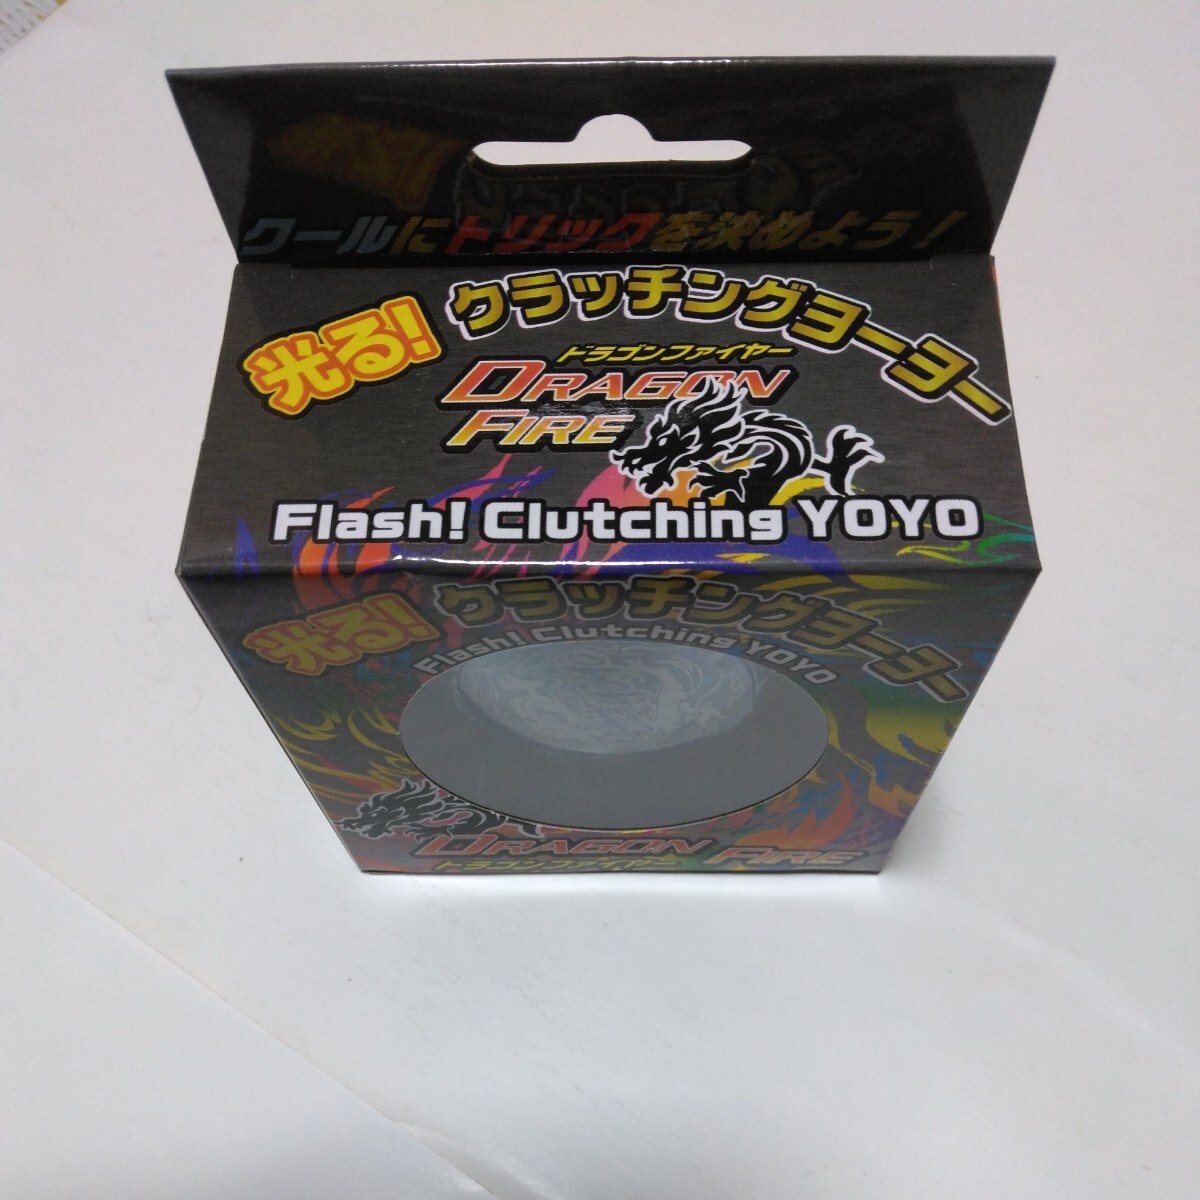 クールにトリックを決めよう！
光る！
クラッチングヨーヨー
ドラゴンファイヤー
DRAGON
FIRE
Flash! Clutching YOYO
光る！
クラッチングヨーヨー
Flash! Clutching YOYO
DRAGON FIRE
ドラゴンファイヤー